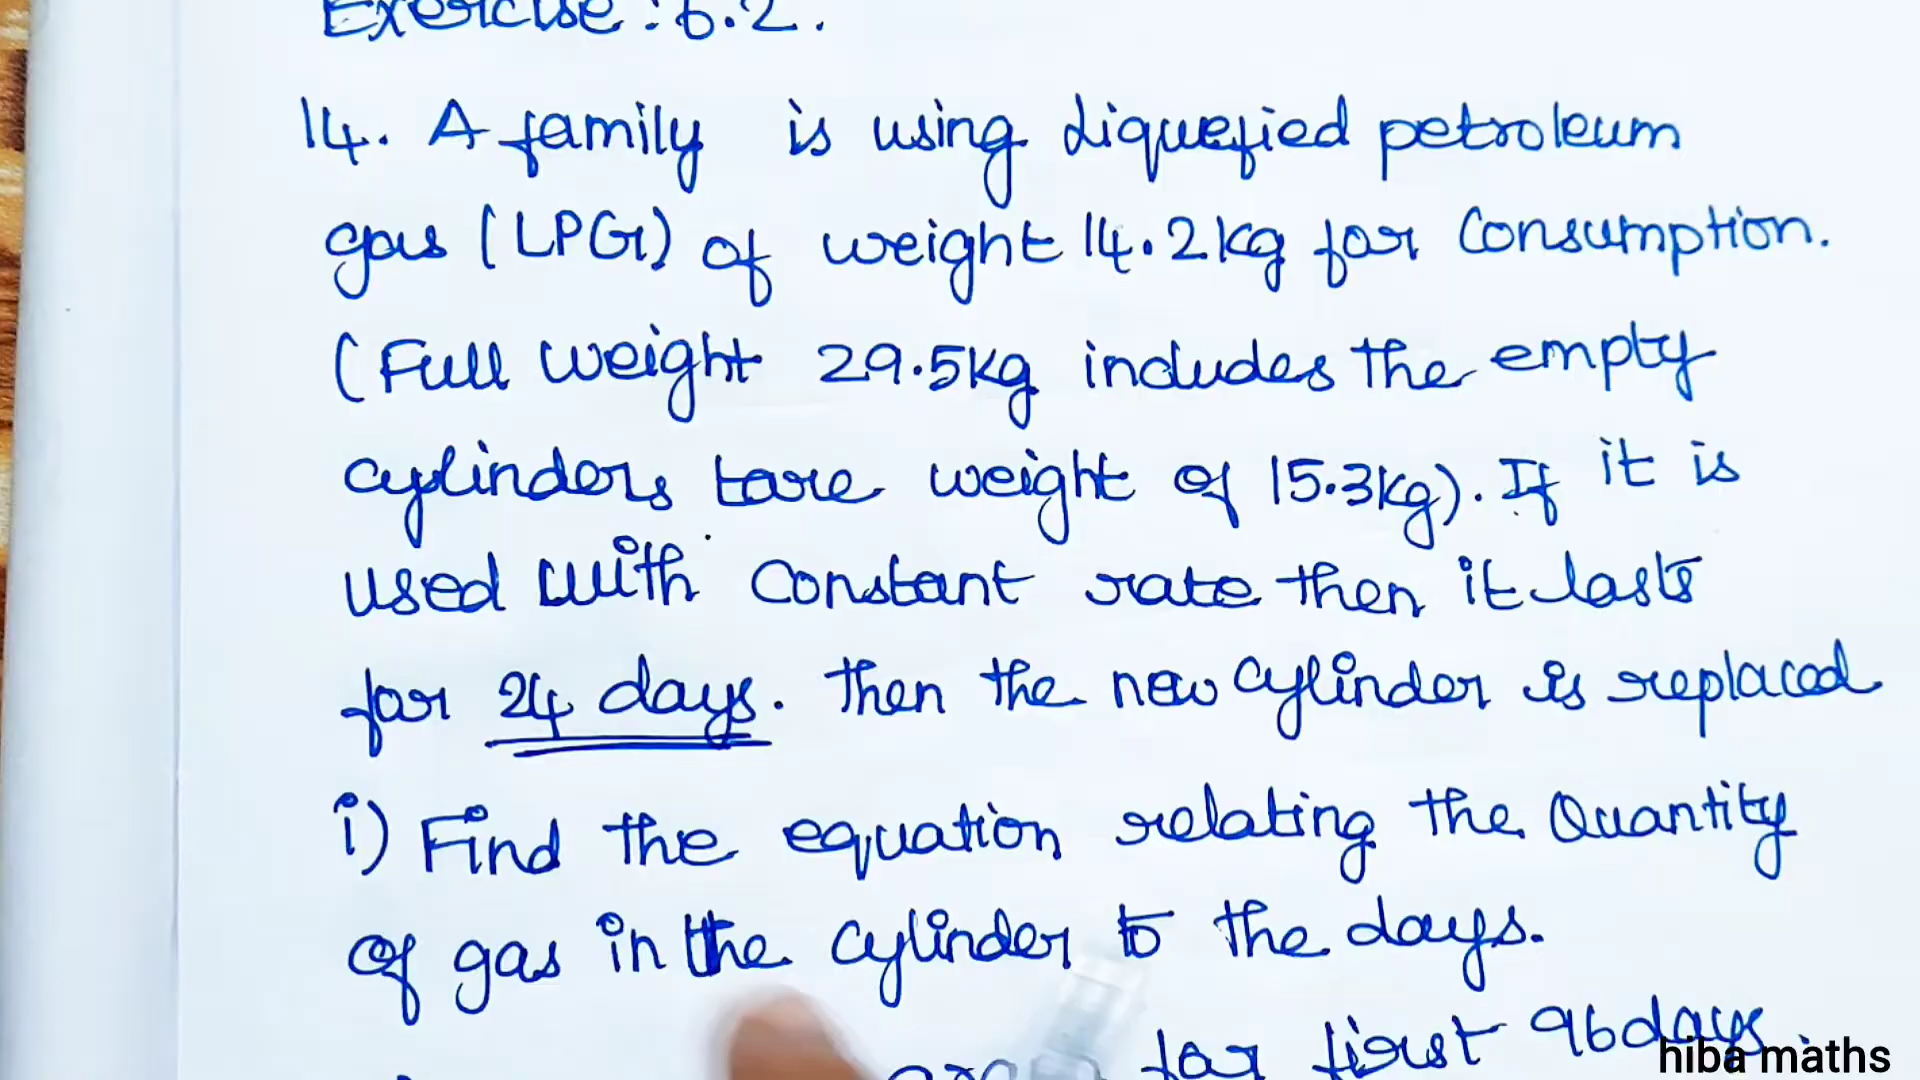 Exercise : 6.2.
14. A family is using Liquefied petroleum
gas (LPG) of weight 14.2kg for consumption.
(Full weight 29.5kg includes the empty
cylinders tare weight of 15.3kg). If it is
used with constant rate then it lasts
for 24 days. Then the new cylinder is replaced
i) Find the equation relating the Quantity
of gas in the cylinder to the days.
for first 96 days.
hiba maths